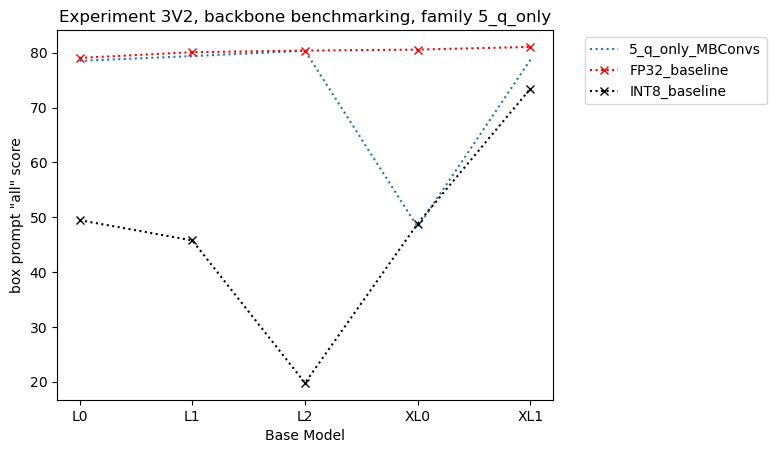 Experiment 3V2, backbone benchmarking, family 5_q_only
5_q_only_MBConvs
FP32_baseline
INT8_baseline
box prompt "all" score
80
70
60
50
40
30
20
L0 L1 L2 XL0 XL1
Base Model